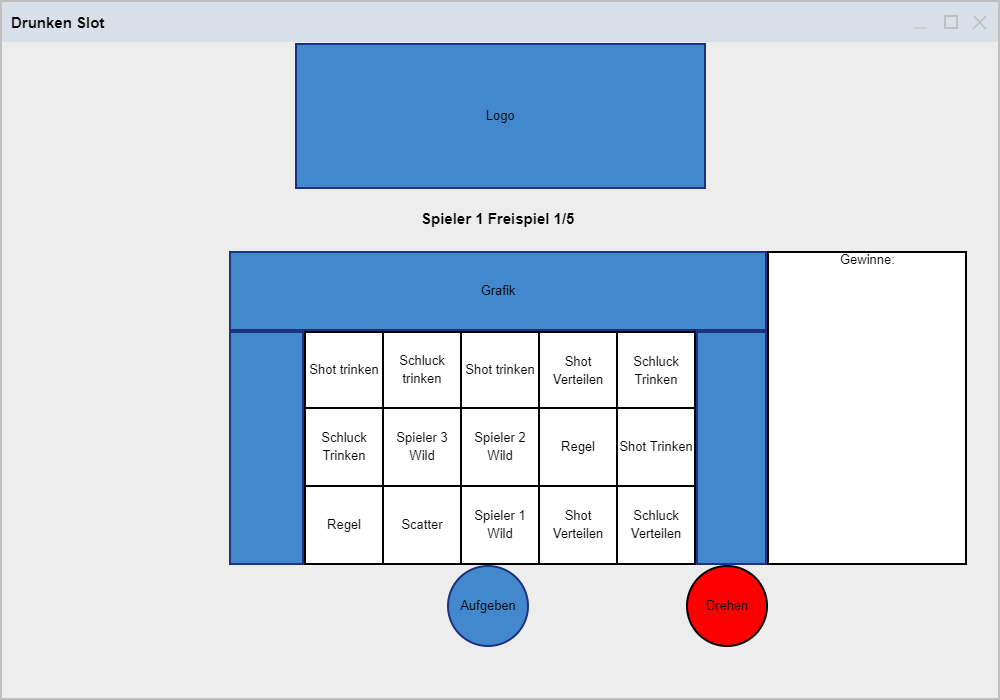 Drunken Slot
Logo
Spieler 1 Freispiel 1/5
Grafik
Gewinne:
Shot trinken
Schluck
trinken
Shot trinken
Shot
Verteilen
Schluck
Trinken
Schluck
Trinken
Spieler 3
Wild
Spieler 2
Wild
Regel
Shot Trinken
Regel
Scatter
Spieler 1
Wild
Shot
Verteilen
Schluck
Verteilen
Aufgeben
Drehen